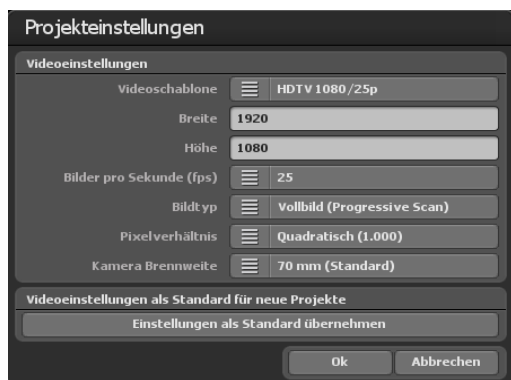 Projekteinstellungen
Videoeinstellungen
Videoschablone HDTV 1080/25p
Breite 1920
Höhe 1080
Bilder pro Sekunde (fps) 25
Bildtyp Vollbild (Progressive Scan)
Pixelverhältnis Quadratisch (1.000)
Kamera Brennweite 70 mm (Standard)
Videoeinstellungen als Standard für neue Projekte
Einstellungen als Standard übernehmen
Ok Abbrechen